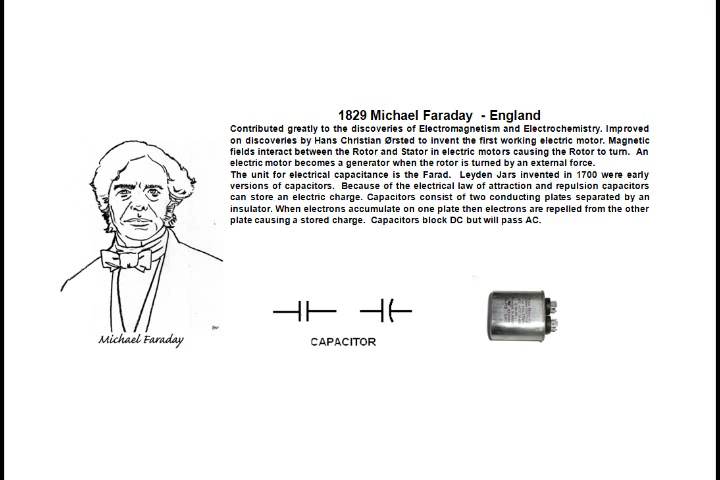 1829 Michael Faraday - England
Contributed greatly to the discoveries of Electromagnetism and Electrochemistry. Improved
on discoveries by Hans Christian Ørsted to invent the first working electric motor. Magnetic
fields interact between the Rotor and Stator in electric motors causing the Rotor to turn. An
electric motor becomes a generator when the rotor is turned by an external force.
The unit for electrical capacitance is the Farad. Leyden Jars invented in 1700 were early
versions of capacitors. Because of the electrical law of attraction and repulsion capacitors
can store an electric charge. Capacitors consist of two conducting plates separated by an
insulator. When electrons accumulate on one plate then electrons are repelled from the other
plate causing a stored charge. Capacitors block DC but will pass AC.
Michael Faraday
CAPACITOR